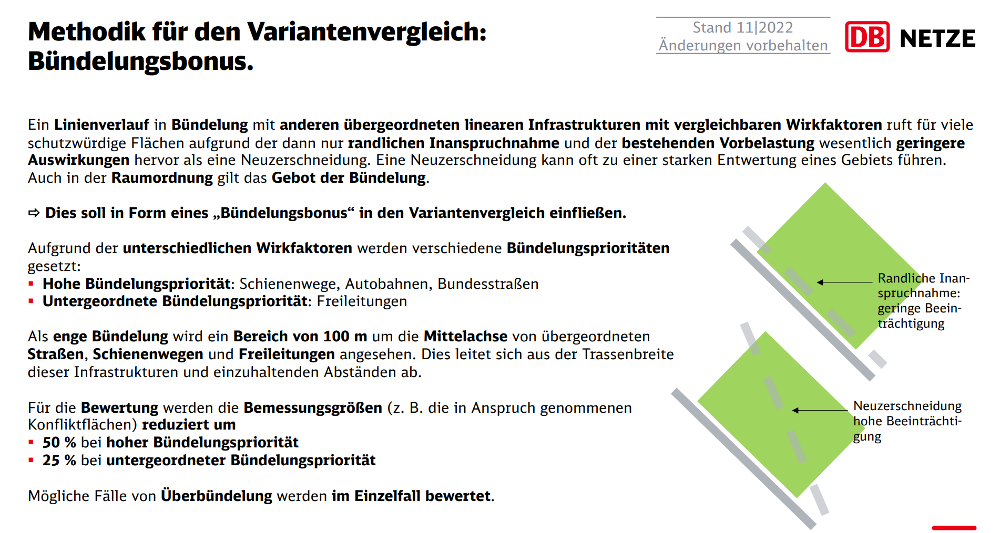 Methodik für den Variantenvergleich:
Bündelungsbonus.
Stand 11|2022
Änderungen vorbehalten
DB NETZE
Ein Linienverlauf in Bündelung mit anderen übergeordneten linearen Infrastrukturen mit vergleichbaren Wirkfaktoren ruft für viele
schutzwürdige Flächen aufgrund der dann nur randlichen Inanspruchnahme und der bestehenden Vorbelastung wesentlich geringere
Auswirkungen hervor als eine Neuzerschneidung. Eine Neuzerschneidung kann oft zu einer starken Entwertung eines Gebiets führen.
Auch in der Raumordnung gilt das Gebot der Bündelung.
⇨ Dies soll in Form eines „Bündelungsbonus“ in den Variantenvergleich einfließen.
Aufgrund der unterschiedlichen Wirkfaktoren werden verschiedene Bündelungsprioritäten
gesetzt:
▪ Hohe Bündelungspriorität: Schienenwege, Autobahnen, Bundesstraßen
▪ Untergeordnete Bündelungspriorität: Freileitungen
Als enge Bündelung wird ein Bereich von 100 m um die Mittelachse von übergeordneten
Straßen, Schienenwegen und Freileitungen angesehen. Dies leitet sich aus der Trassenbreite
dieser Infrastrukturen und einzuhaltenden Abständen ab.
Für die Bewertung werden die Bemessungsgrößen (z. B. die in Anspruch genommenen
Konfliktflächen) reduziert um
▪ 50 % bei hoher Bündelungspriorität
▪ 25 % bei untergeordneter Bündelungspriorität
Mögliche Fälle von Überbündelung werden im Einzelfall bewertet.
Randliche Inan-
spruchnahme:
geringe Beein-
trächtigung
Neuzerschneidung
hohe Beeinträchti-
gung